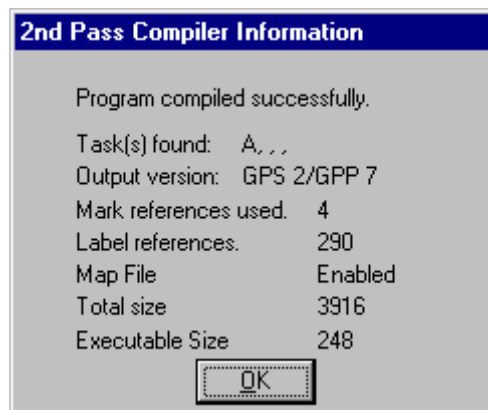 2nd Pass Compiler Information
Program compiled successfully.
Task(s) found: A, , ,
Output version: GPS 2/GPP 7
Mark references used. 4
Label references. 290
Map File Enabled
Total size 3916
Executable Size 248
OK